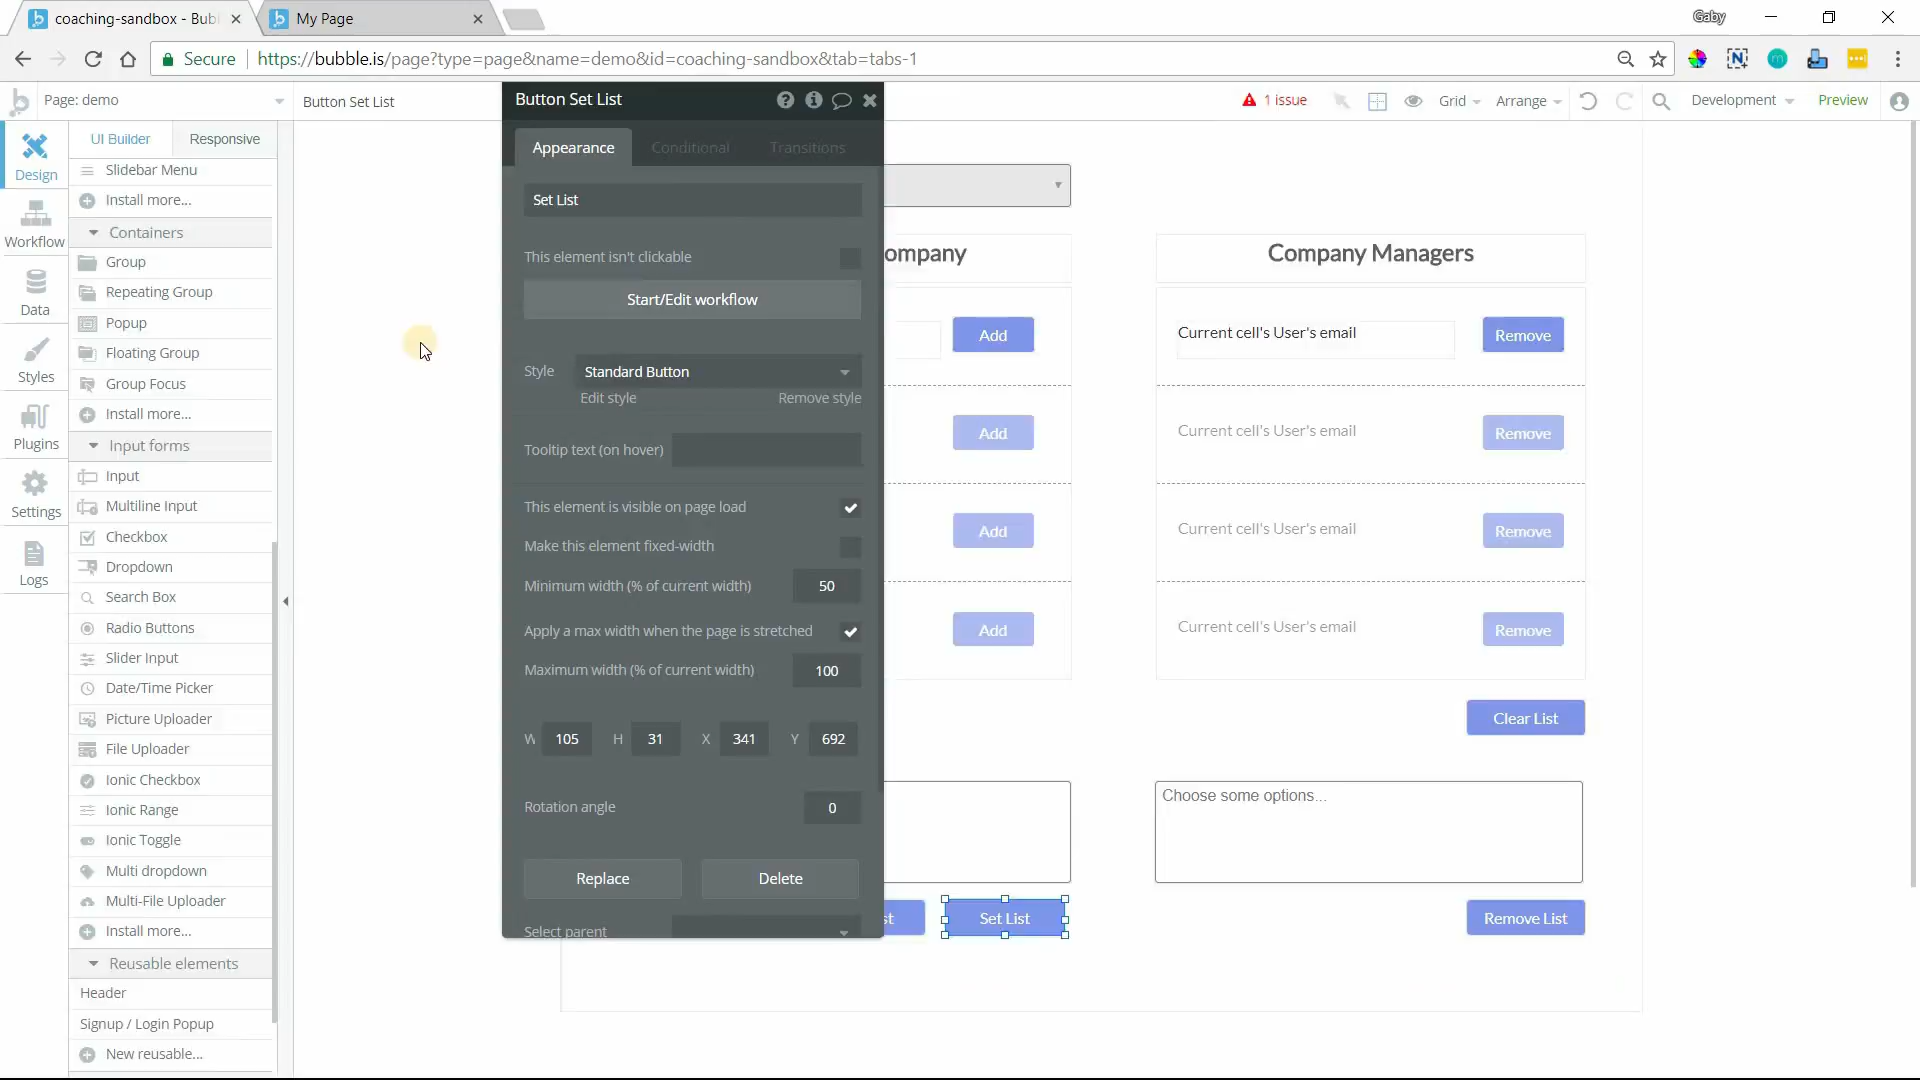 coaching-sandbox - Bub
My Page
Gaby
Secure
https://bubble.is/page?type=page&name=demo&id=coaching-sandbox&tab=tabs-1
Page: demo
Button Set List
1 issue
Grid
Arrange
Development
Preview
Design
Workflow
Data
Styles
Plugins
Settings
Logs
UI Builder
Responsive
Slidebar Menu
Install more...
Containers
Group
Repeating Group
Popup
Floating Group
Group Focus
Install more...
Input forms
Input
Multiline Input
Checkbox
Dropdown
Search Box
Radio Buttons
Slider Input
Date/Time Picker
Picture Uploader
File Uploader
Ionic Checkbox
Ionic Range
Ionic Toggle
Multi dropdown
Multi-File Uploader
Install more...
Reusable elements
Header
Signup / Login Popup
New reusable...
Button Set List
Appearance
Conditional
Transitions
Set List
This element isn't clickable
Start/Edit workflow
Style
Standard Button
Edit style
Remove style
Tooltip text (on hover)
This element is visible on page load
Make this element fixed-width
Minimum width (% of current width)
50
Apply a max width when the page is stretched
Maximum width (% of current width)
100
W 105 H 31 X 341 Y 692
Rotation angle
0
Replace
Delete
Select parent
ompany
Add
Add
Add
Add
st
Set List
Company Managers
Current cell's User's email
Remove
Current cell's User's email
Remove
Current cell's User's email
Remove
Current cell's User's email
Remove
Clear List
Choose some options...
Remove List